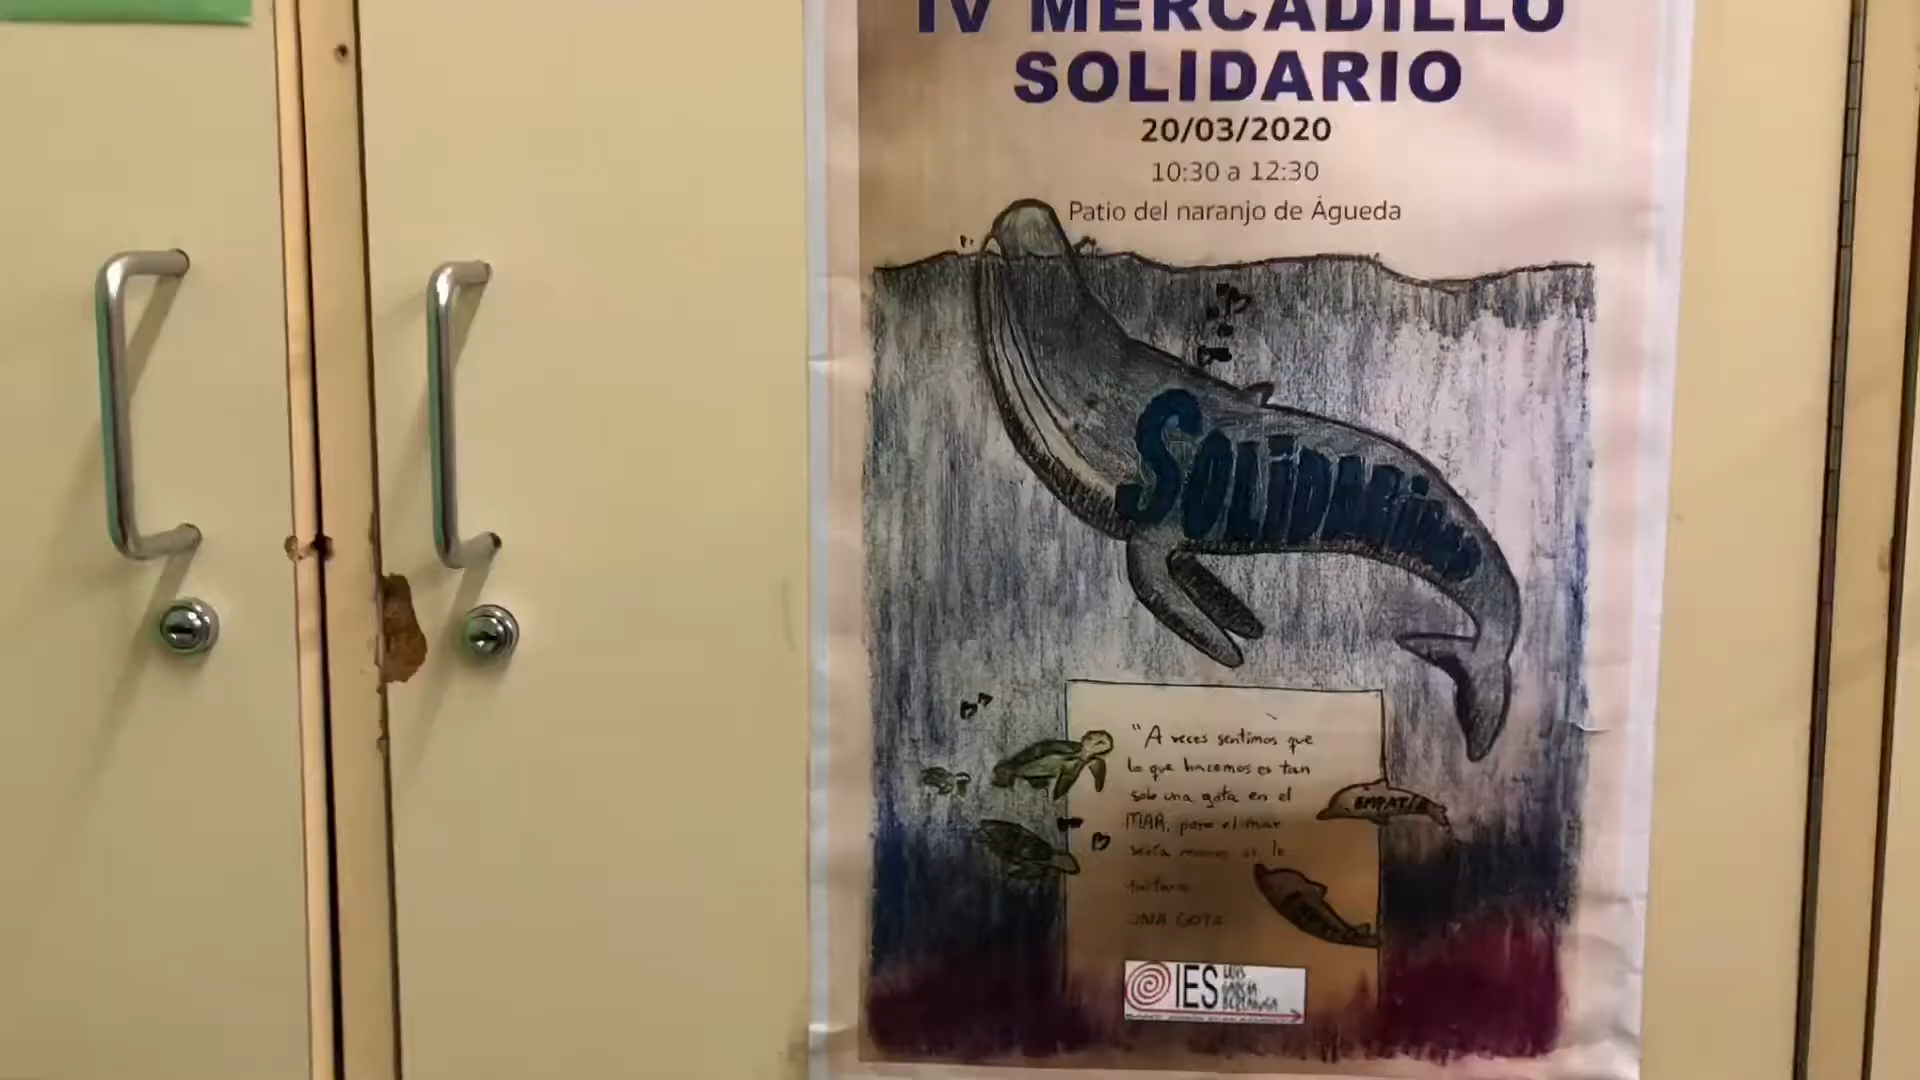 IV MERCADILLO
SOLIDARIO
20/03/2020
10:30 a 12:30
Patio del naranjo de Águeda
SOLIDARIDAD
"A veces sentimos que
lo que hacemos es tan
solo una gota en el
MAR, pero el mar
sería menos si le
faltara
UNA GOTA
EMPATÍA
IES